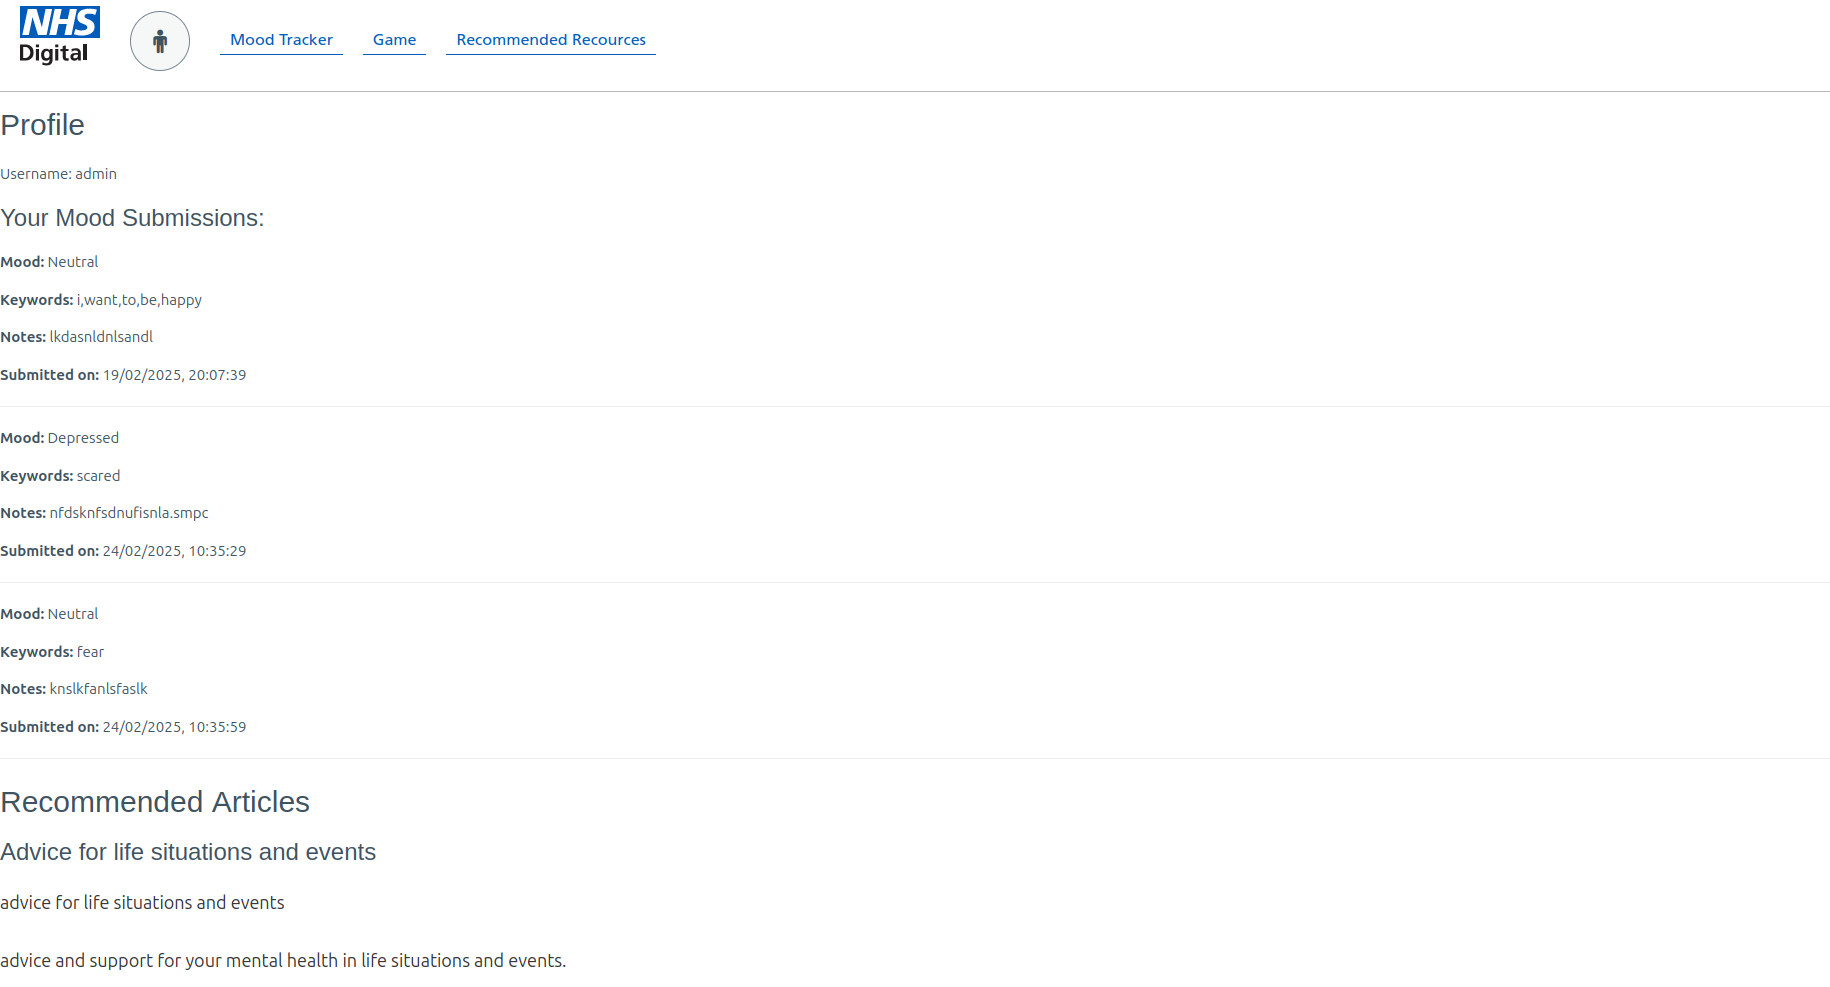 NHS
Digital
Mood Tracker Game Recommended Recources
Profile
Username: admin
Your Mood Submissions:
Mood: Neutral
Keywords: i,want,to,be,happy
Notes: lkdasnldnlsandl
Submitted on: 19/02/2025, 20:07:39
Mood: Depressed
Keywords: scared
Notes: nfdsknfsdnufisnla.smpc
Submitted on: 24/02/2025, 10:35:29
Mood: Neutral
Keywords: fear
Notes: knslkfanlsfaslk
Submitted on: 24/02/2025, 10:35:59
Recommended Articles
Advice for life situations and events
advice for life situations and events
advice and support for your mental health in life situations and events.